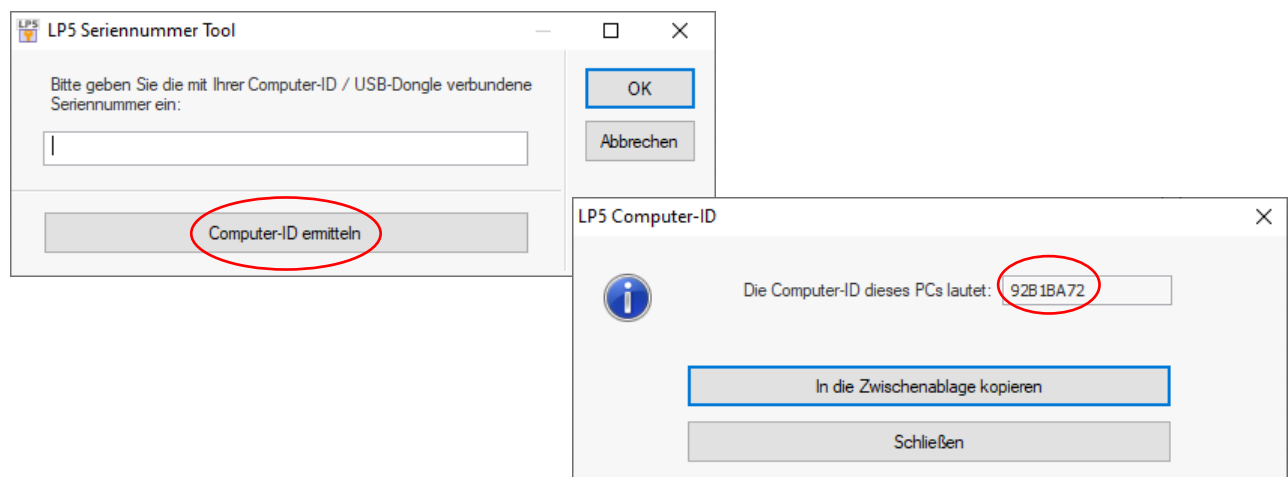 LP5 Seriennummer Tool
Bitte geben Sie die mit Ihrer Computer-ID / USB-Dongle verbundene
Seriennummer ein:
OK
Abbrechen
Computer-ID ermitteln
LP5 Computer-ID
Die Computer-ID dieses PCs lautet: 92B1BA72
In die Zwischenablage kopieren
Schließen